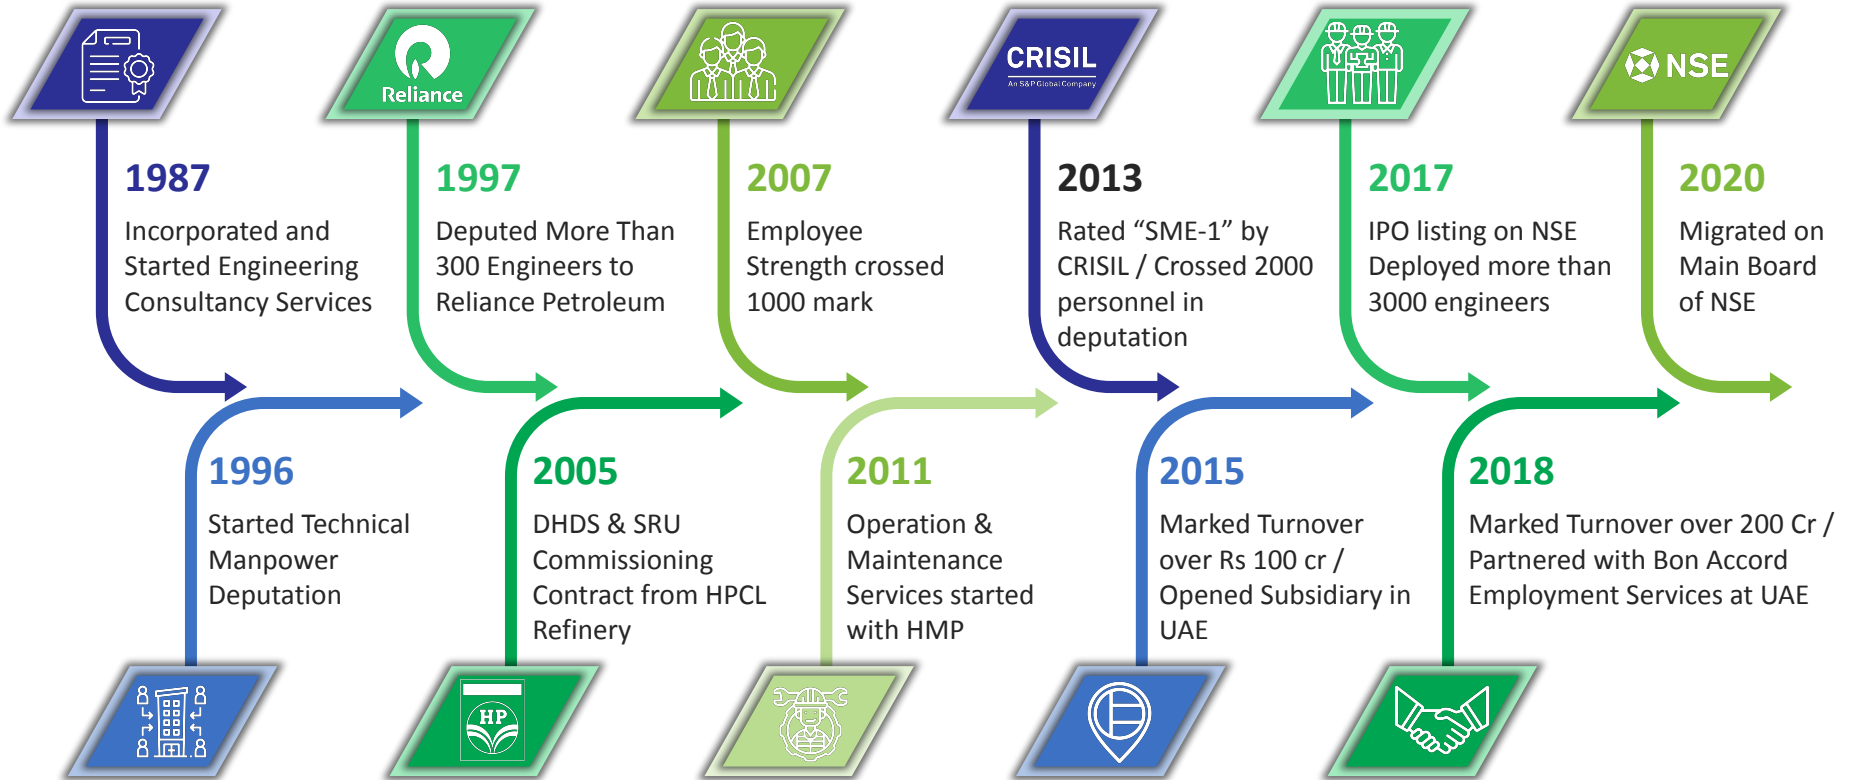 Reliance
CRISIL
An S&P Global Company
NSE
1987
Incorporated and
Started Engineering
Consultancy Services
1997
Deputed More Than
300 Engineers to
Reliance Petroleum
2007
Employee
Strength crossed
1000 mark
2013
Rated “SME-1” by
CRISIL / Crossed 2000
personnel in
deputation
2017
IPO listing on NSE
Deployed more than
3000 engineers
2020
Migrated on
Main Board
of NSE
1996
Started Technical
Manpower
Deputation
2005
DHDS & SRU
Commissioning
Contract from HPCL
Refinery
2011
Operation &
Maintenance
Services started
with HMP
2015
Marked Turnover
over Rs 100 cr /
Opened Subsidiary in
UAE
2018
Marked Turnover over 200 Cr /
Partnered with Bon Accord
Employment Services at UAE
HP